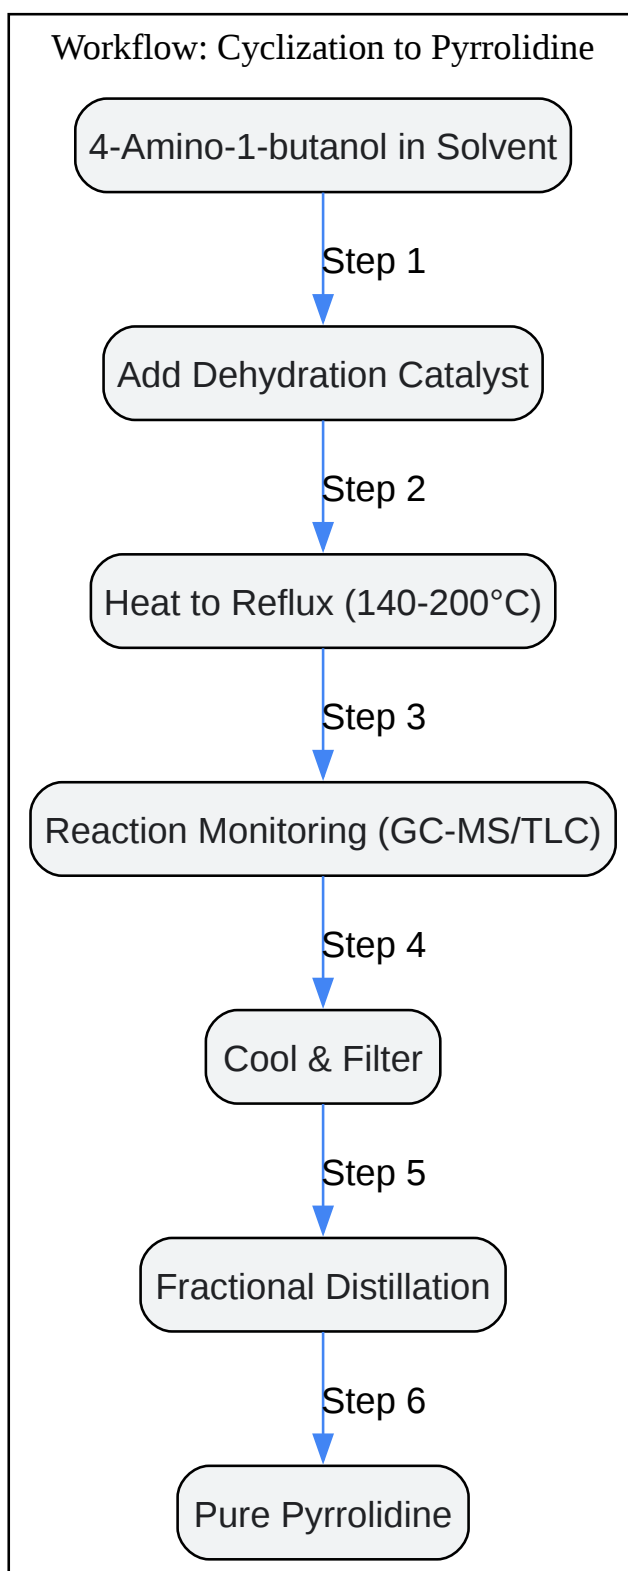 Workflow: Cyclization to Pyrrolidine
4-Amino-1-butanol in Solvent
Step 1
Add Dehydration Catalyst
Step 2
Heat to Reflux (140-200°C)
Step 3
Reaction Monitoring (GC-MS/TLC)
Step 4
Cool & Filter
Step 5
Fractional Distillation
Step 6
Pure Pyrrolidine